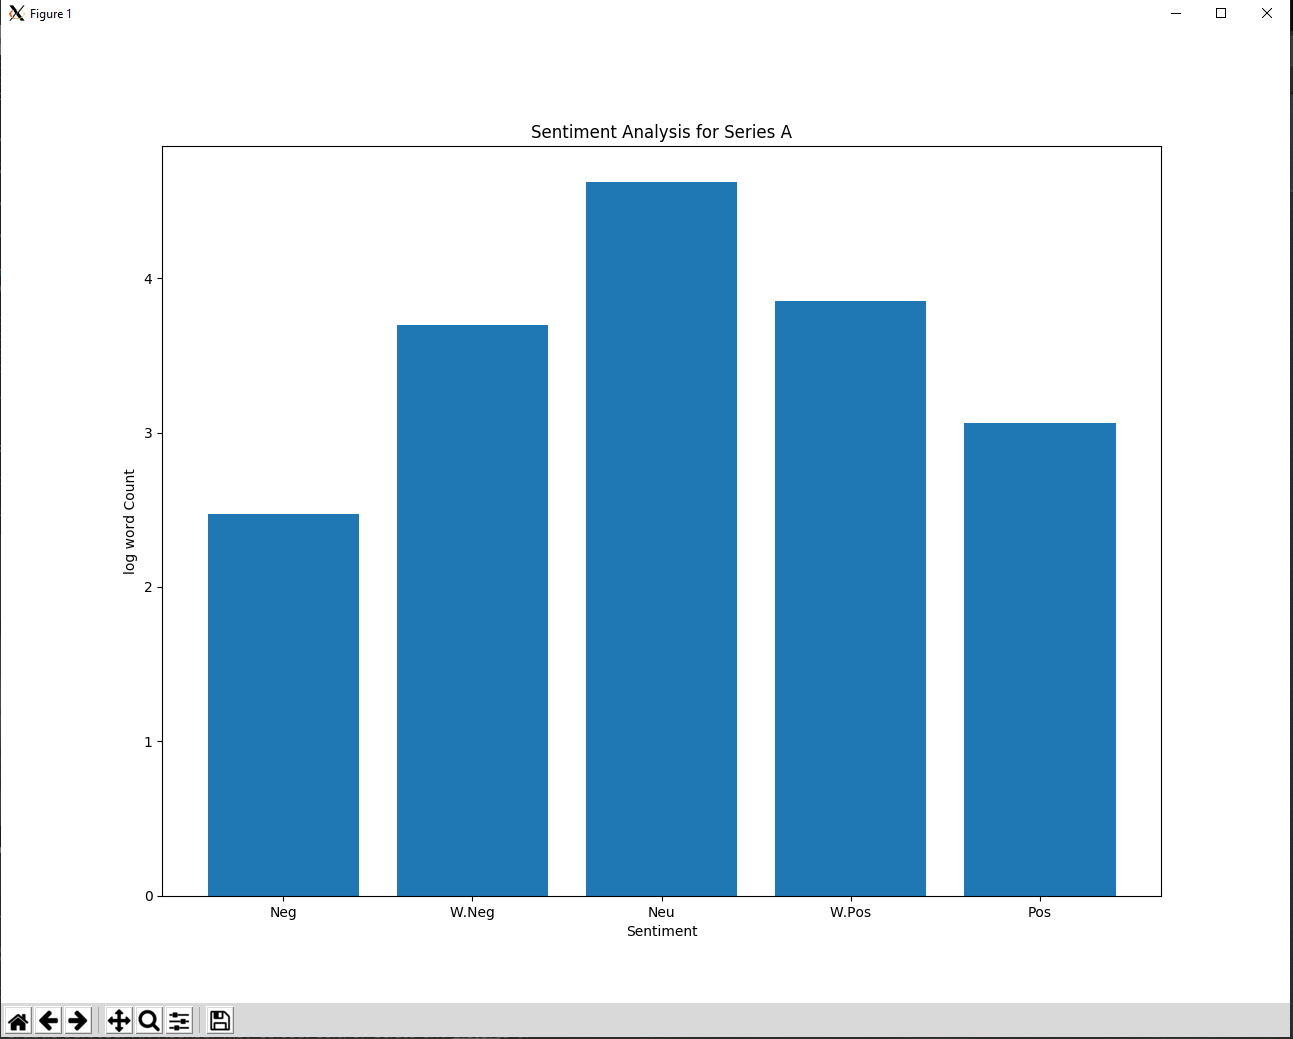 Figure 1
Sentiment Analysis for Series A
4
3
2
1
0
log word Count
Neg W.Neg Neu W.Pos Pos
Sentiment